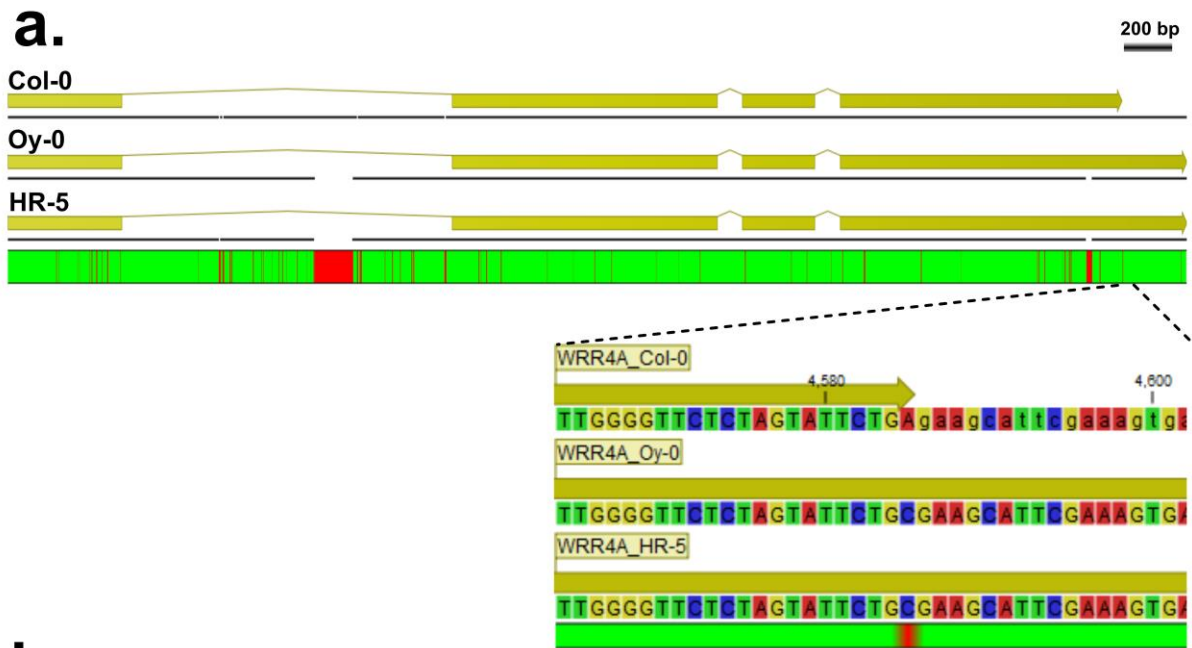 a.
200 bp
Col-0
Oy-0
HR-5
WRR4A_Col-0
4,580 4,600
TTGGGGTTCTCTAGTATTCTGAgaagcattcgaaagtga
WRR4A_Oy-0
TTGGGGTTCTCTAGTATTCTGCGAAGCATTCGAAAGTGA
WRR4A_HR-5
TTGGGGTTCTCTAGTATTCTGCGAAGCATTCGAAAGTGA